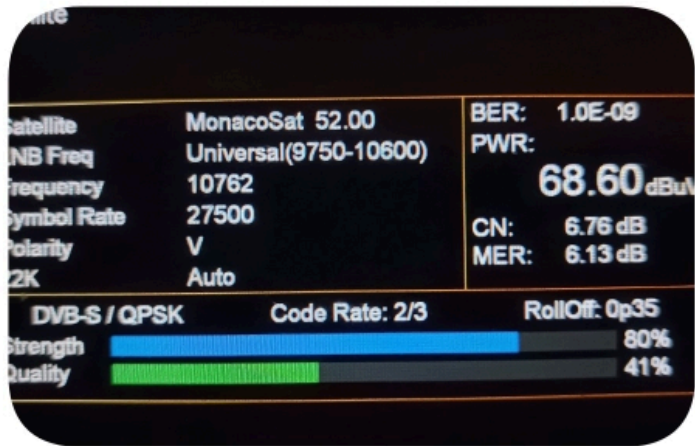 Satellite MonacoSat 52.00
LNB Freq Universal(9750-10600)
Frequency 10762
Symbol Rate 27500
Polarity V
22K Auto
BER: 1.0E-09
PWR:
68.60 dBuV
CN: 6.76 dB
MER: 6.13 dB
DVB-S / QPSK Code Rate: 2/3 RollOff: 0p35
Strength 80%
Quality 41%